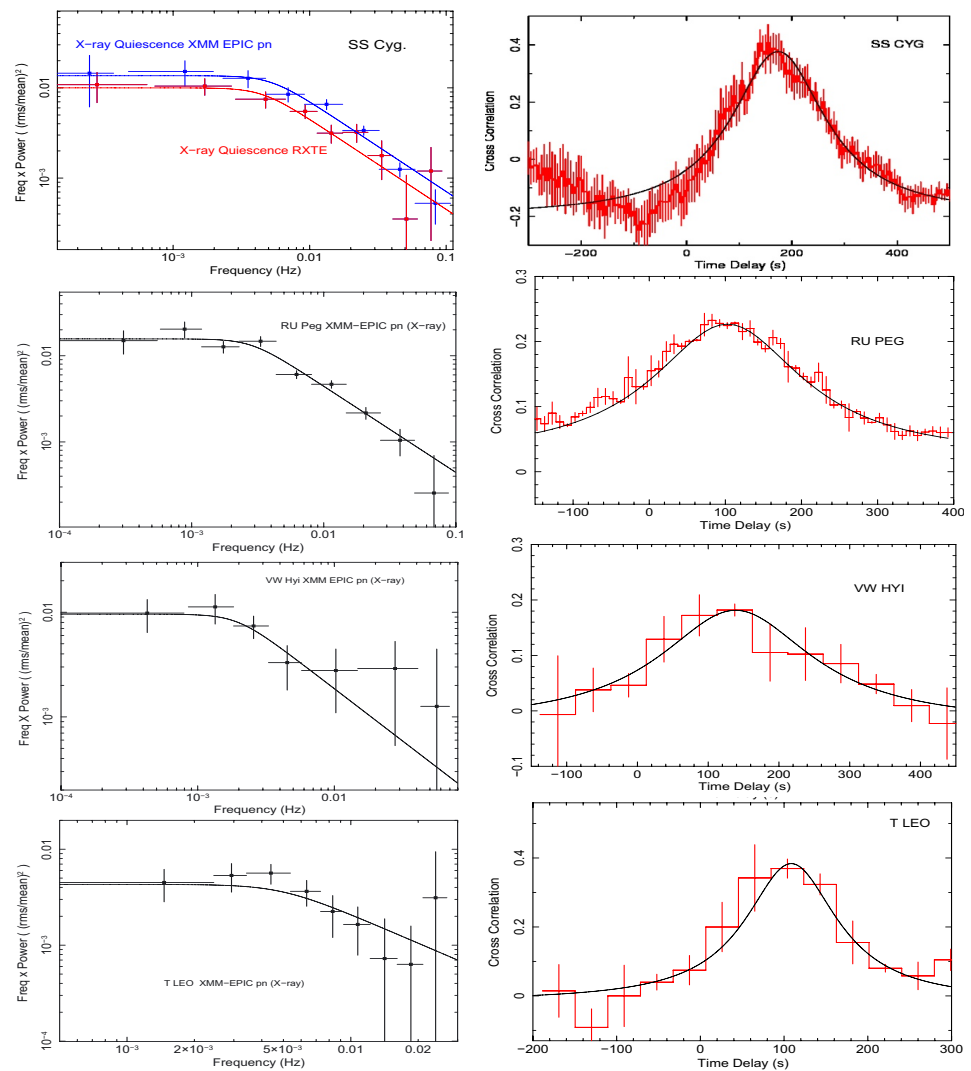 SS Cyg.
X-ray Quiescence XMM EPIC pn
X-ray Quiescence RXTE
Freq x Power ( (rms/mean)² )
0.01
10⁻³
10⁻³ 0.01 0.1
Frequency (Hz)
SS CYG
Cross Correlation
0.4
0.2
0
−0.2
−200 0 200 400
Time Delay (s)
RU Peg XMM−EPIC pn (X−ray)
Freq x Power ( (rms/mean)² )
0.01
10⁻³
10⁻⁴ 10⁻³ 0.01 0.1
Frequency (Hz)
RU PEG
Cross Correlation
0.3
0.2
0.1
0
−100 0 100 200 300 400
Time Delay (s)
VW Hyi XMM EPIC pn (X−ray)
Freq X Power ( (rms/mean)² )
0.01
10⁻³
10⁻⁴ 10⁻³ 0.01
Frequency (Hz)
VW HYI
Cross Correlation
0.3
0.2
0.1
0
−0.1
−100 0 100 200 300 400
Time Delay (s)
T LEO XMM−EPIC pn (X−ray)
Freq x Power ( (rms/mean)² )
0.01
10⁻³
10⁻⁴
10⁻³ 2×10⁻³ 5×10⁻³ 0.01 0.02
Frequency (Hz)
T LEO
Cross Correlation
0.4
0.2
0
−200 −100 0 100 200 300
Time Delay (s)